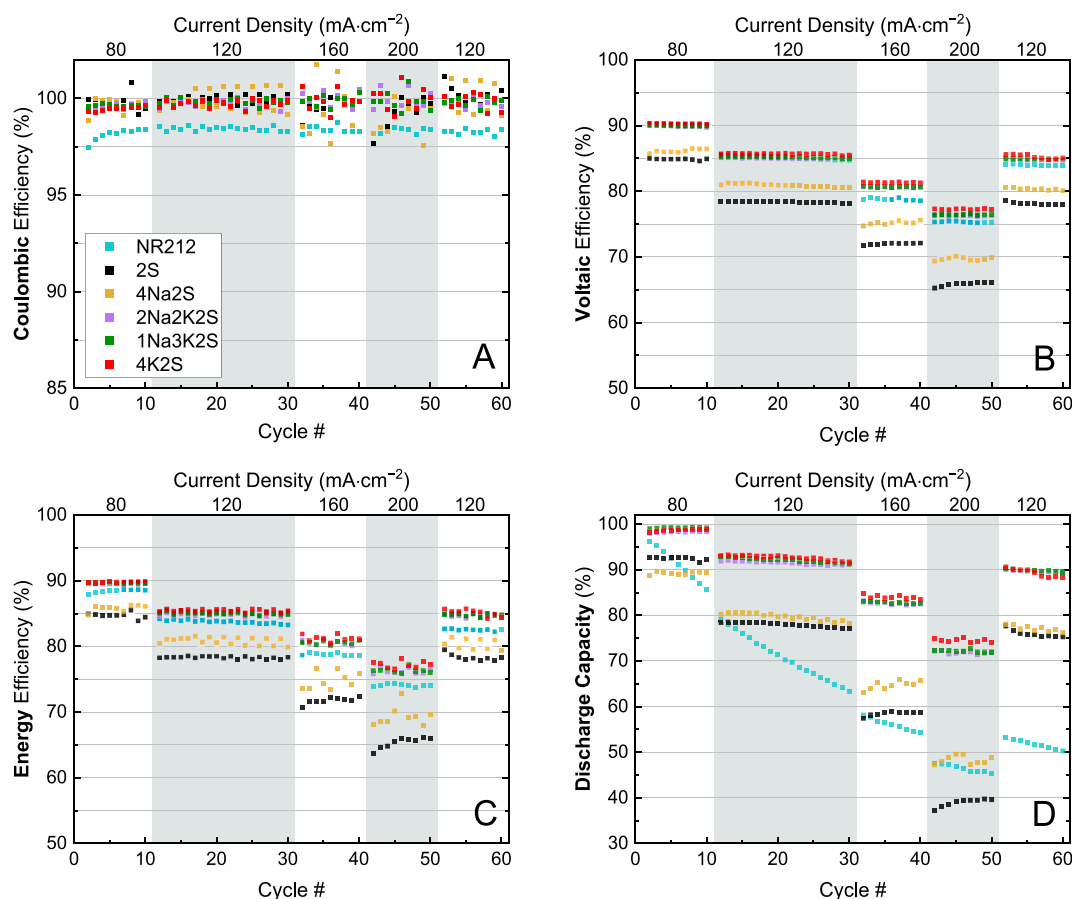 Current Density (mA·cm⁻²)
80 120 160 200 120
100
95
90
85
Coulombic Efficiency (%)
NR212
2S
4Na2S
2Na2K2S
1Na3K2S
4K2S
A
0 10 20 30 40 50 60
Cycle #
Current Density (mA·cm⁻²)
80 120 160 200 120
100
90
80
70
60
50
Voltaic Efficiency (%)
B
0 10 20 30 40 50 60
Cycle #
Current Density (mA·cm⁻²)
80 120 160 200 120
100
90
80
70
60
50
Energy Efficiency (%)
C
0 10 20 30 40 50 60
Cycle #
Current Density (mA·cm⁻²)
80 120 160 200 120
100
90
80
70
60
50
40
30
Discharge Capacity (%)
D
0 10 20 30 40 50 60
Cycle #